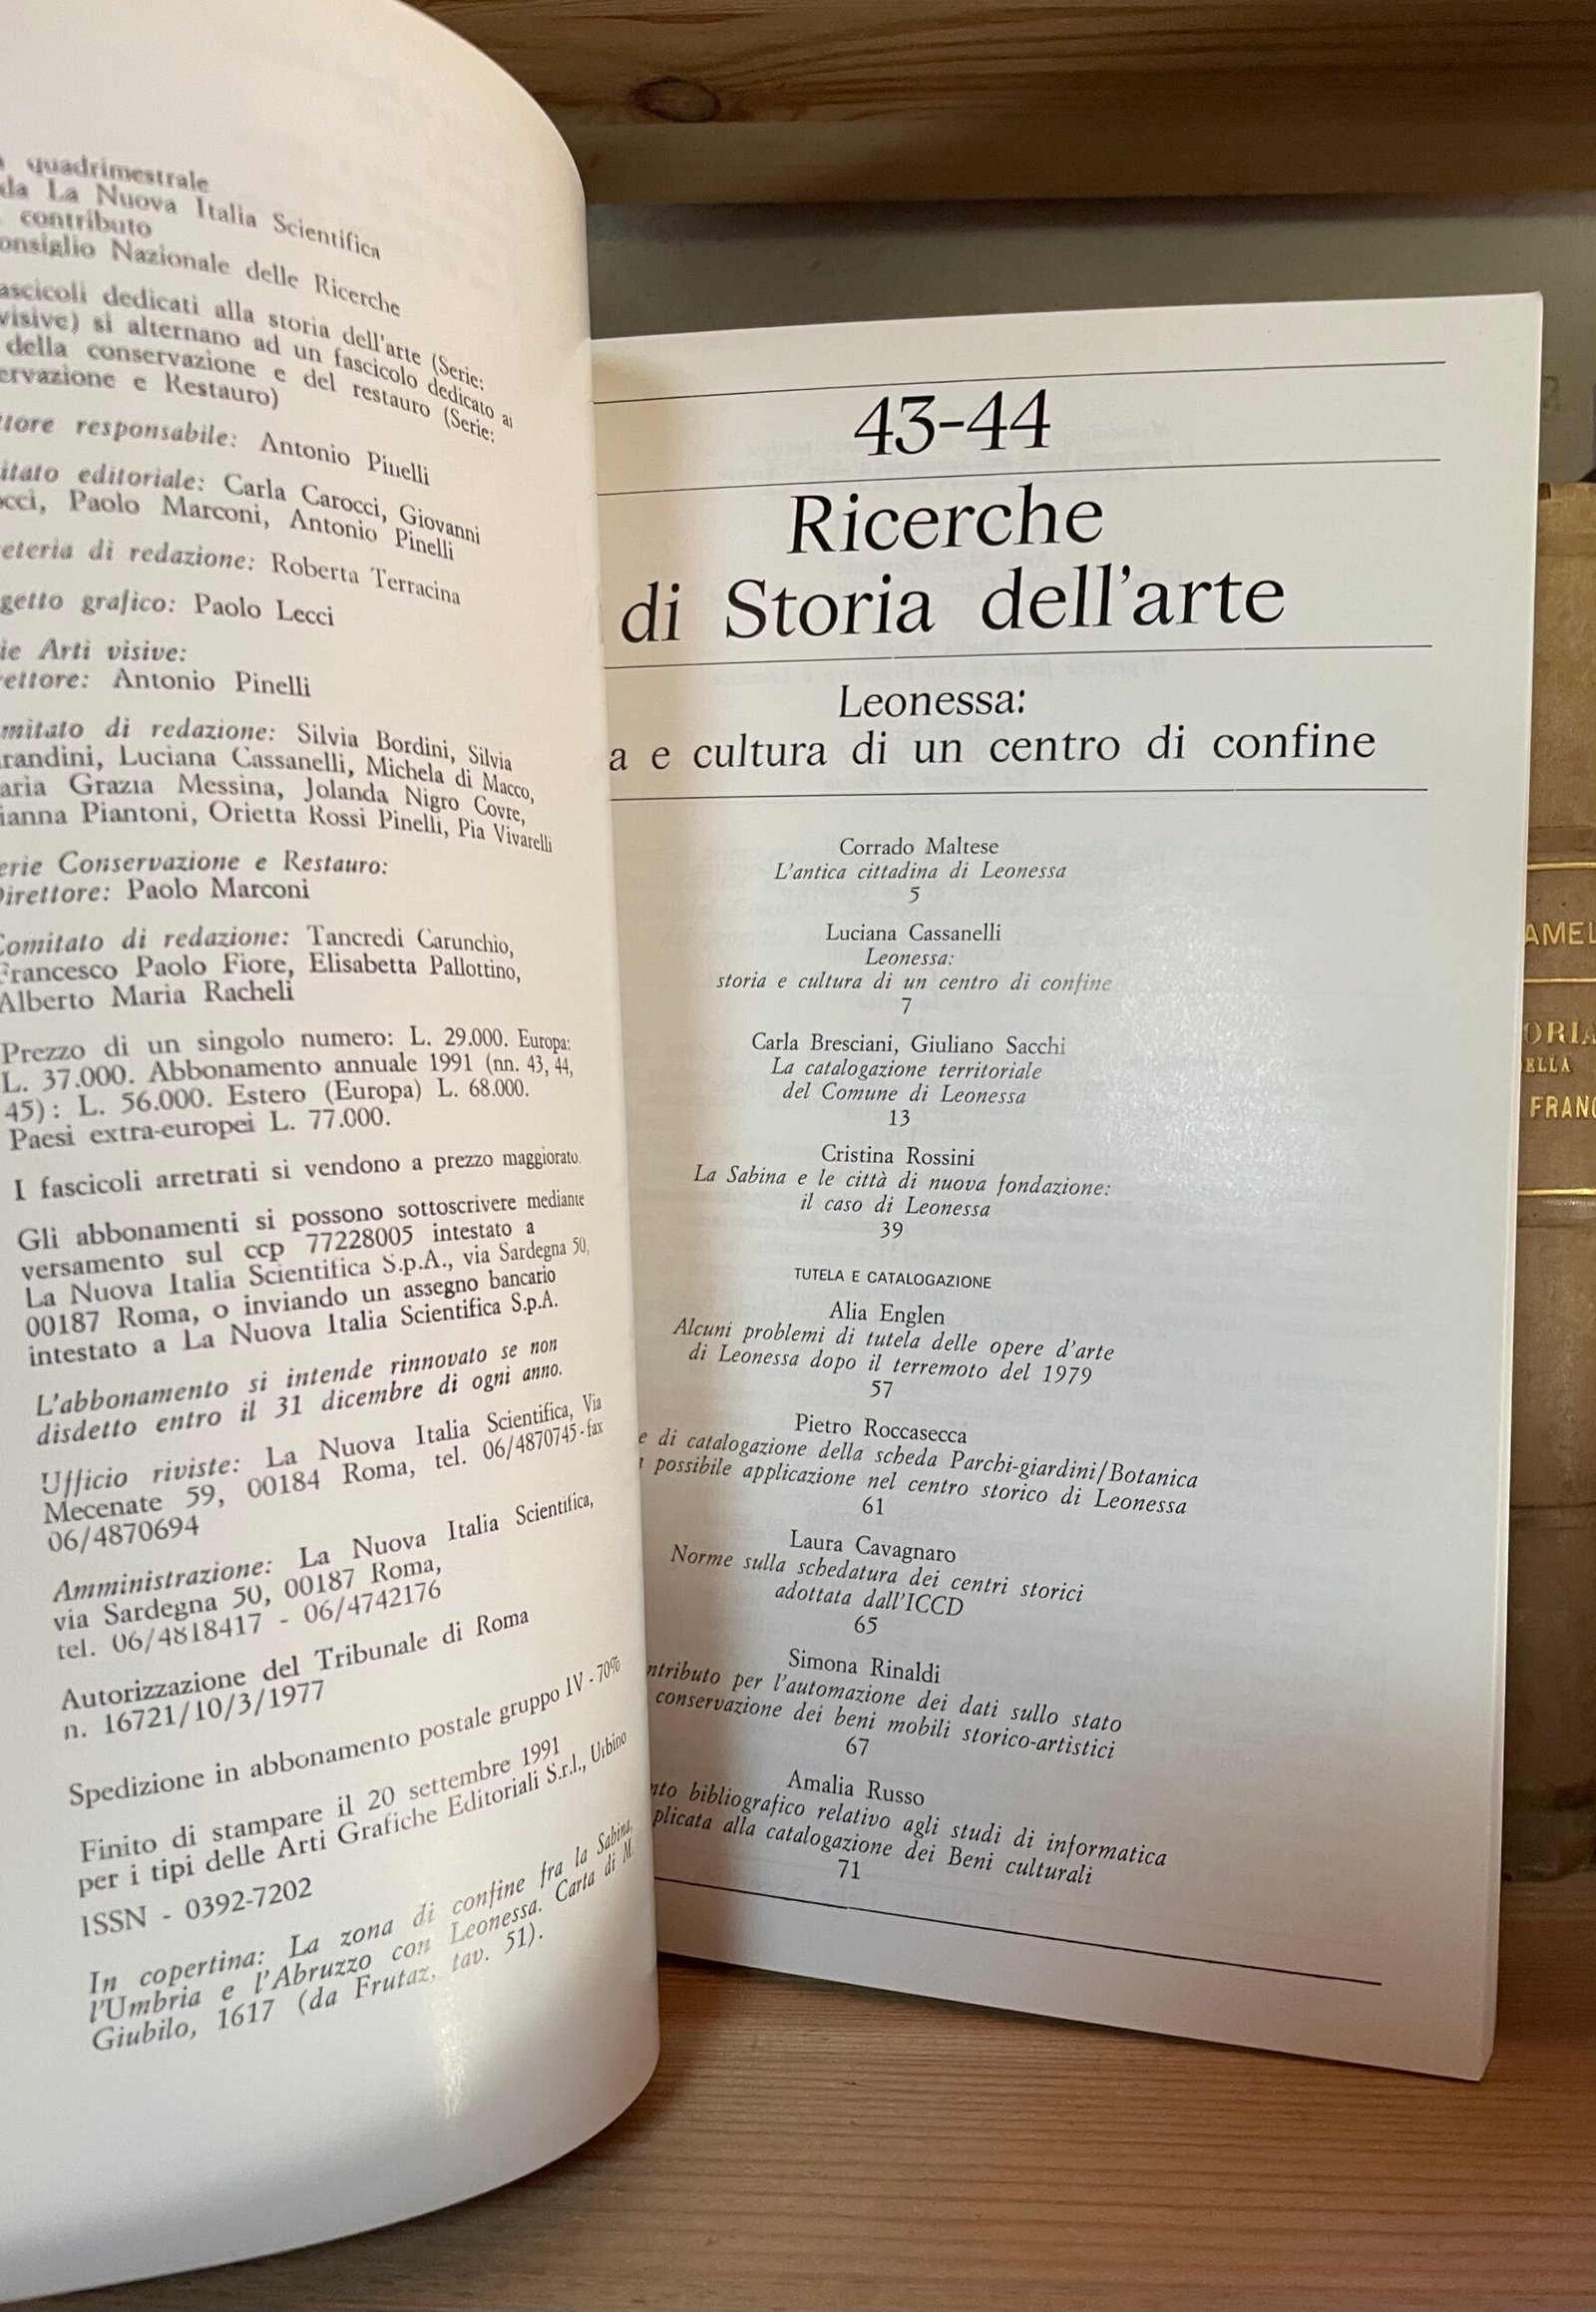 quadrimestrale
da La Nuova Italia Scientifica
contributo
onsiglio Nazionale delle Ricerche
ascicoli dedicati alla storia dell'arte (Serie:
visive) si alternano ad un fascicolo dedicato ai
della conservazione e del restauro (Serie:
ervazione e Restauro)
ttore responsabile: Antonio Pinelli
itato editoriale: Carla Carocci, Giovanni
occi, Paolo Marconi, Antonio Pinelli
eteria di redazione: Roberta Terracina
getto grafico: Paolo Lecci
ie Arti visive:
ettore: Antonio Pinelli
mitato di redazione: Silvia Bordini, Silvia
randini, Luciana Cassanelli, Michela di Macco,
aria Grazia Messina, Jolanda Nigro Covre,
ianna Piantoni, Orietta Rossi Pinelli, Pia Vivarelli
erie Conservazione e Restauro:
Direttore: Paolo Marconi
Comitato di redazione: Tancredi Carunchio,
Francesco Paolo Fiore, Elisabetta Pallottino,
Alberto Maria Racheli
Prezzo di un singolo numero: L. 29.000. Europa:
L. 37.000. Abbonamento annuale 1991 (nn. 43, 44,
45): L. 56.000. Estero (Europa) L. 68.000.
Paesi extra-europei L. 77.000.
I fascicoli arretrati si vendono a prezzo maggiorato.
Gli abbonamenti si possono sottoscrivere mediante
versamento sul ccp 77228005 intestato a
La Nuova Italia Scientifica S.p.A., via Sardegna 50,
00187 Roma, o inviando un assegno bancario
intestato a La Nuova Italia Scientifica S.p.A.
L'abbonamento si intende rinnovato se non
disdetto entro il 31 dicembre di ogni anno.
Ufficio riviste: La Nuova Italia Scientifica, Via
Mecenate 59, 00184 Roma, tel. 06/4870745 - fax
06/4870694
Amministrazione: La Nuova Italia Scientifica,
via Sardegna 50, 00187 Roma,
tel. 06/4818417 - 06/4742176
Autorizzazione del Tribunale di Roma
n. 16721/10/3/1977
Spedizione in abbonamento postale gruppo IV - 70%
Finito di stampare il 20 settembre 1991
per i tipi delle Arti Grafiche Editoriali S.r.l., Urbino
ISSN - 0392-7202
In copertina: La zona di confine fra la Sabina,
l'Umbria e l'Abruzzo con Leonessa. Carta di M.
Giubilo, 1617 (da Frutaz, tav. 51).
43-44
Ricerche
di Storia dell'arte
Leonessa:
a e cultura di un centro di confine
Corrado Maltese
L'antica cittadina di Leonessa
5
Luciana Cassanelli
Leonessa:
storia e cultura di un centro di confine
7
Carla Bresciani, Giuliano Sacchi
La catalogazione territoriale
del Comune di Leonessa
13
Cristina Rossini
La Sabina e le città di nuova fondazione:
il caso di Leonessa
39
TUTELA E CATALOGAZIONE
Alia Englen
Alcuni problemi di tutela delle opere d'arte
di Leonessa dopo il terremoto del 1979
57
Pietro Roccasecca
e di catalogazione della scheda Parchi-giardini/Botanica
possibile applicazione nel centro storico di Leonessa
61
Laura Cavagnaro
Norme sulla schedatura dei centri storici
adottata dall'ICCD
65
Simona Rinaldi
ntributo per l'automazione dei dati sullo stato
conservazione dei beni mobili storico-artistici
67
Amalia Russo
nto bibliografico relativo agli studi di informatica
plicata alla catalogazione dei Beni culturali
71
AMEL
ORIA
ELLA
FRANC